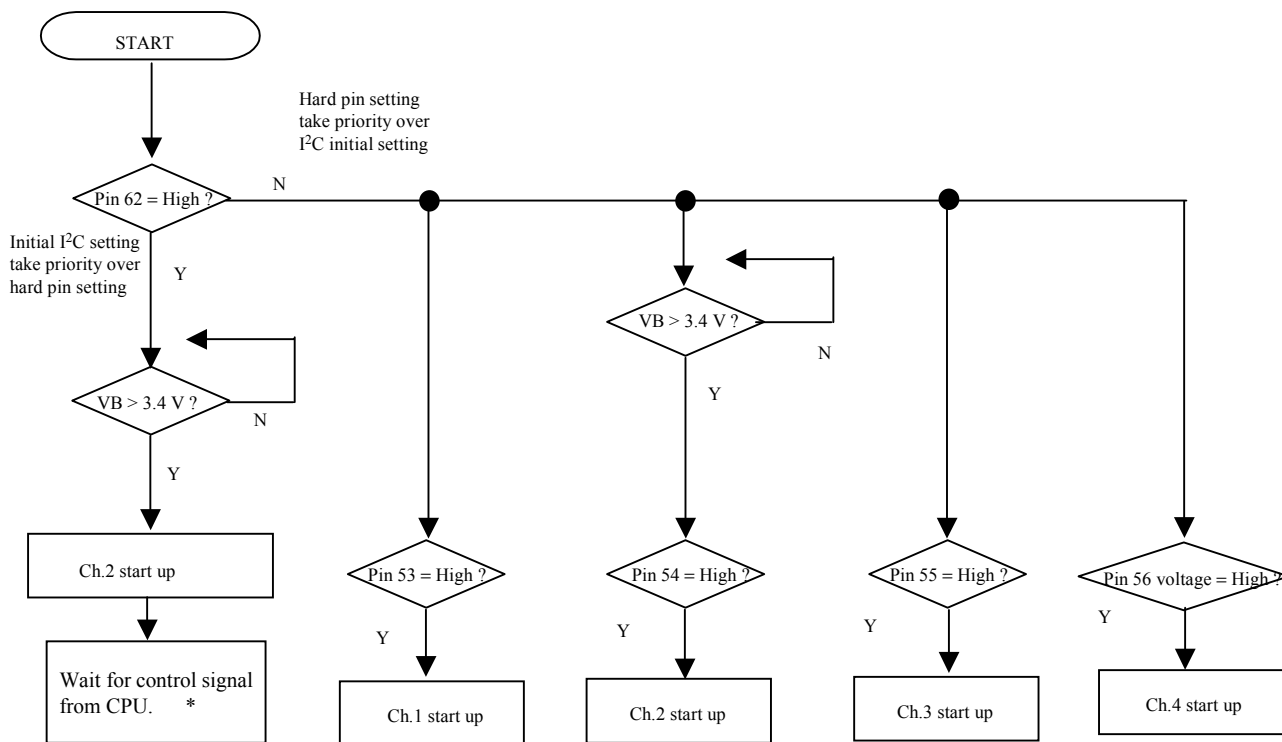 START
Hard pin setting
take priority over
I²C initial setting
Pin 62 = High ?
N
Initial I²C setting
take priority over
hard pin setting
Y
VB > 3.4 V ?
N
Y
VB > 3.4 V ?
N
Y
Ch.2 start up
Pin 53 = High ?
Pin 54 = High ?
Pin 55 = High ?
Pin 56 voltage = High ?
Y
Y
Y
Y
Wait for control signal
from CPU. *
Ch.1 start up
Ch.2 start up
Ch.3 start up
Ch.4 start up